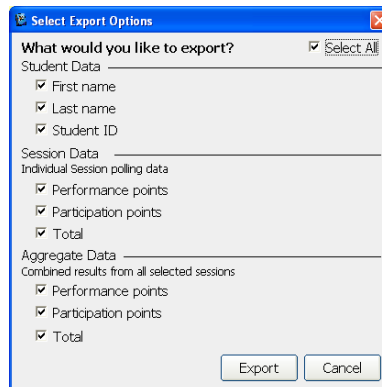 Select Export Options
What would you like to export? Select All
Student Data
First name
Last name
Student ID
Session Data
Individual Session polling data
Performance points
Participation points
Total
Aggregate Data
Combined results from all selected sessions
Performance points
Participation points
Total
Export Cancel